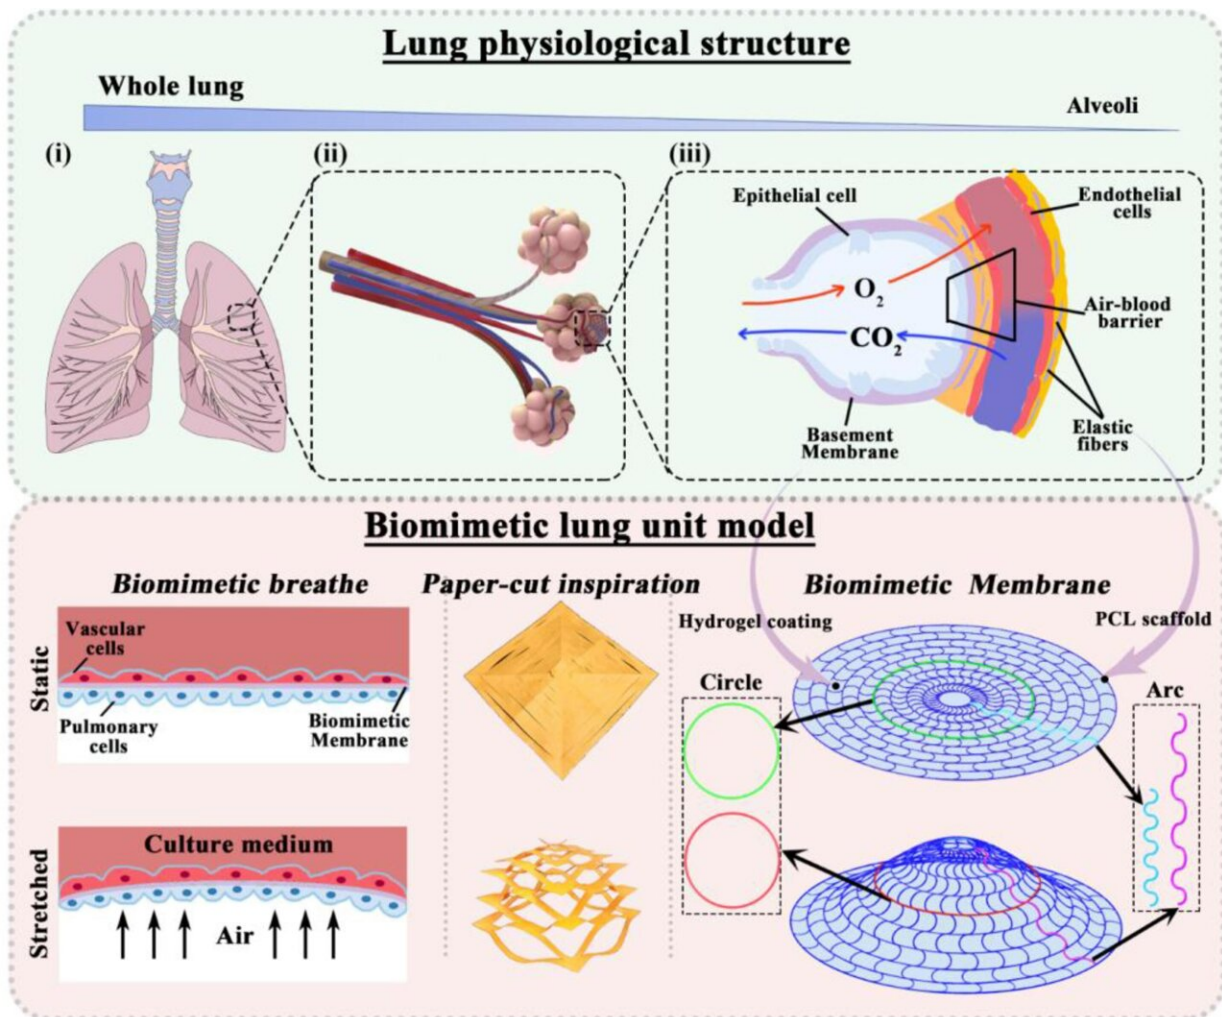 Lung physiological structure
Whole lung
Alveoli
(i)
(ii)
(iii)
Epithelial cell
Endothelial
cells
O2
CO2
Air-blood
barrier
Basement
Membrane
Elastic
fibers
Biomimetic lung unit model
Biomimetic breathe
Paper-cut inspiration
Biomimetic Membrane
Static
Vascular
cells
Pulmonary
cells
Biomimetic
Membrane
Hydrogel coating
PCL scaffold
Circle
Arc
Stretched
Culture medium
Air